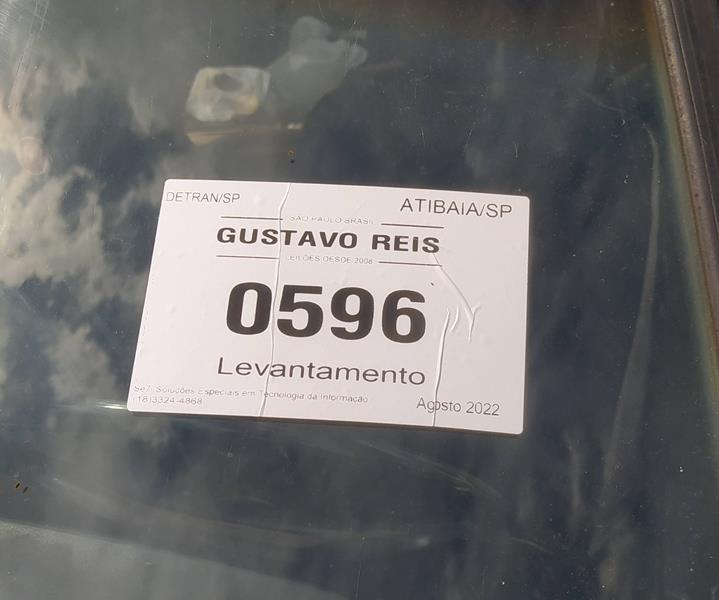 DETRAN/SP
ATIBAIA/SP
SÃO PAULO BRASIL
GUSTAVO REIS
LEILÕES DESDE 2008
0596
Levantamento
Se7 Soluções Especiais em Tecnologia da Informação
(18)3324-4868
Agosto 2022